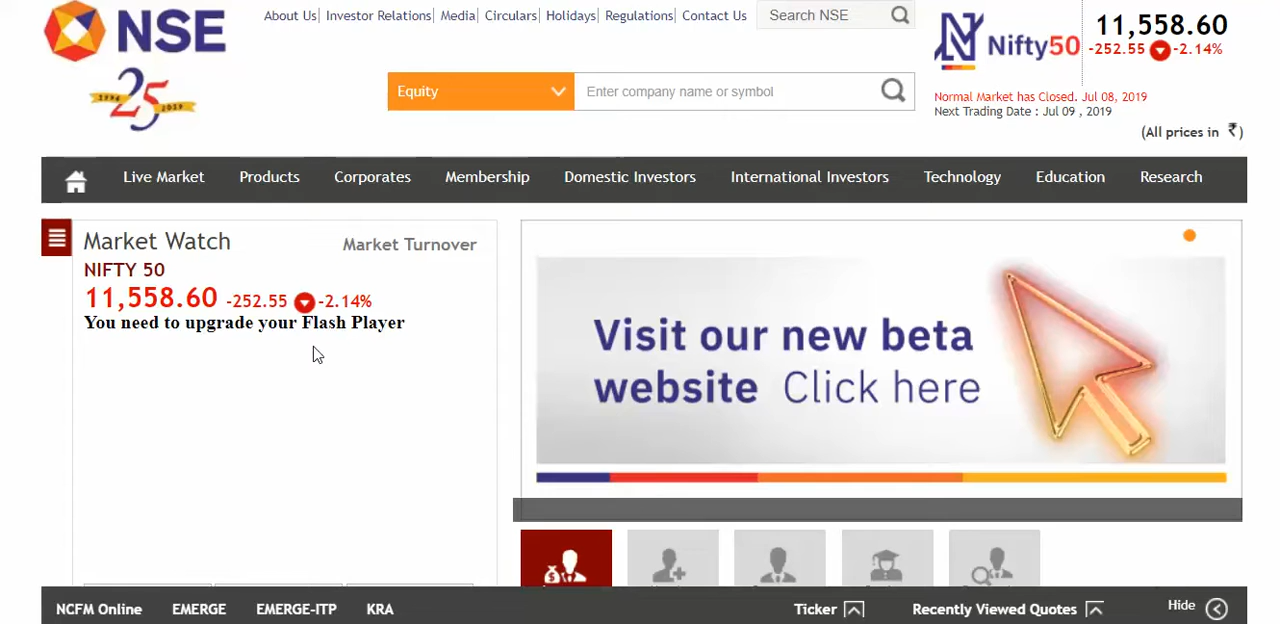 NSE
1994 25 2019
About Us| Investor Relations| Media| Circulars| Holidays| Regulations| Contact Us
Search NSE
Equity
Enter company name or symbol
Nifty50
11,558.60
-252.55 -2.14%
Normal Market has Closed. Jul 08, 2019
Next Trading Date : Jul 09 , 2019
(All prices in ₹)
Live Market Products Corporates Membership Domestic Investors International Investors Technology Education Research
Market Watch
Market Turnover
NIFTY 50
11,558.60 -252.55 -2.14%
You need to upgrade your Flash Player
Visit our new beta
website Click here
NCFM Online EMERGE EMERGE-ITP KRA Ticker Recently Viewed Quotes Hide